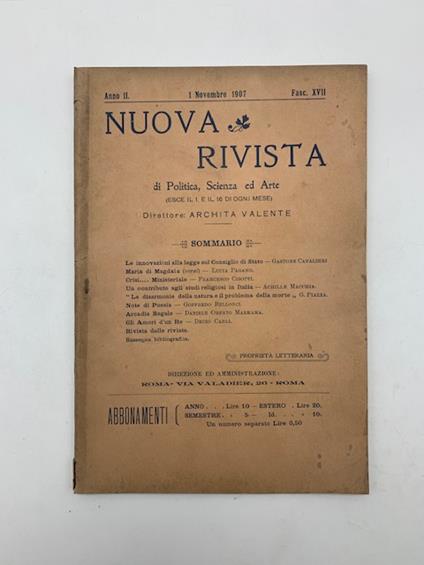 Anno II. 1 Novembre 1907 Fasc. XVII
NUOVA
RIVISTA
di Politica, Scienza ed Arte
(ESCE IL 1. E IL 16 DI OGNI MESE)
Direttore: ARCHITA VALENTE
SOMMARIO
Le innovazioni alla legge sul Consiglio di Stato — GASTONE CAVALIERI
Maria di Magdala (versi) — LUCIA PAGANO.
Crisi.... Ministeriale — FRANCESCO CICOTTI.
Un contributo agli studi religiosi in Italia — ACHILLE MACCHIA.
" Le disarmonie della natura e il problema della morte „ G. PIAZZA.
Note di Poesia — GOFFREDO BELLONCI.
Arcadia Regale — DANIELE OBERTO MARRAMA.
Gli Amori d'un Re — DECIO CARLI.
Rivista delle riviste.
Rassegna bibliografica.
PROPRIETÀ LETTERARIA
DIREZIONE ED AMMINISTRAZIONE:
ROMA- VIA VALADIER, 26 - ROMA
ABBONAMENTI ( ANNO . . . Lire 10 — ESTERO . Lire 20.
SEMESTRE. « 5 — Id. . . . « 10.
Un numero separato Lire 0,50